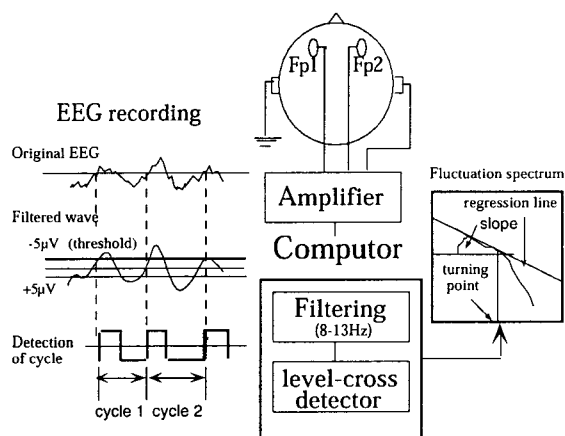 Fp1 Fp2
EEG recording
Original EEG
Amplifier
Fluctuation spectrum
regression line
slope
turning
point
Filtered wave
-5µV (threshold)
+5µV
Computor
Filtering
(8-13Hz)
level-cross
detector
Detection
of cycle
cycle 1 cycle 2